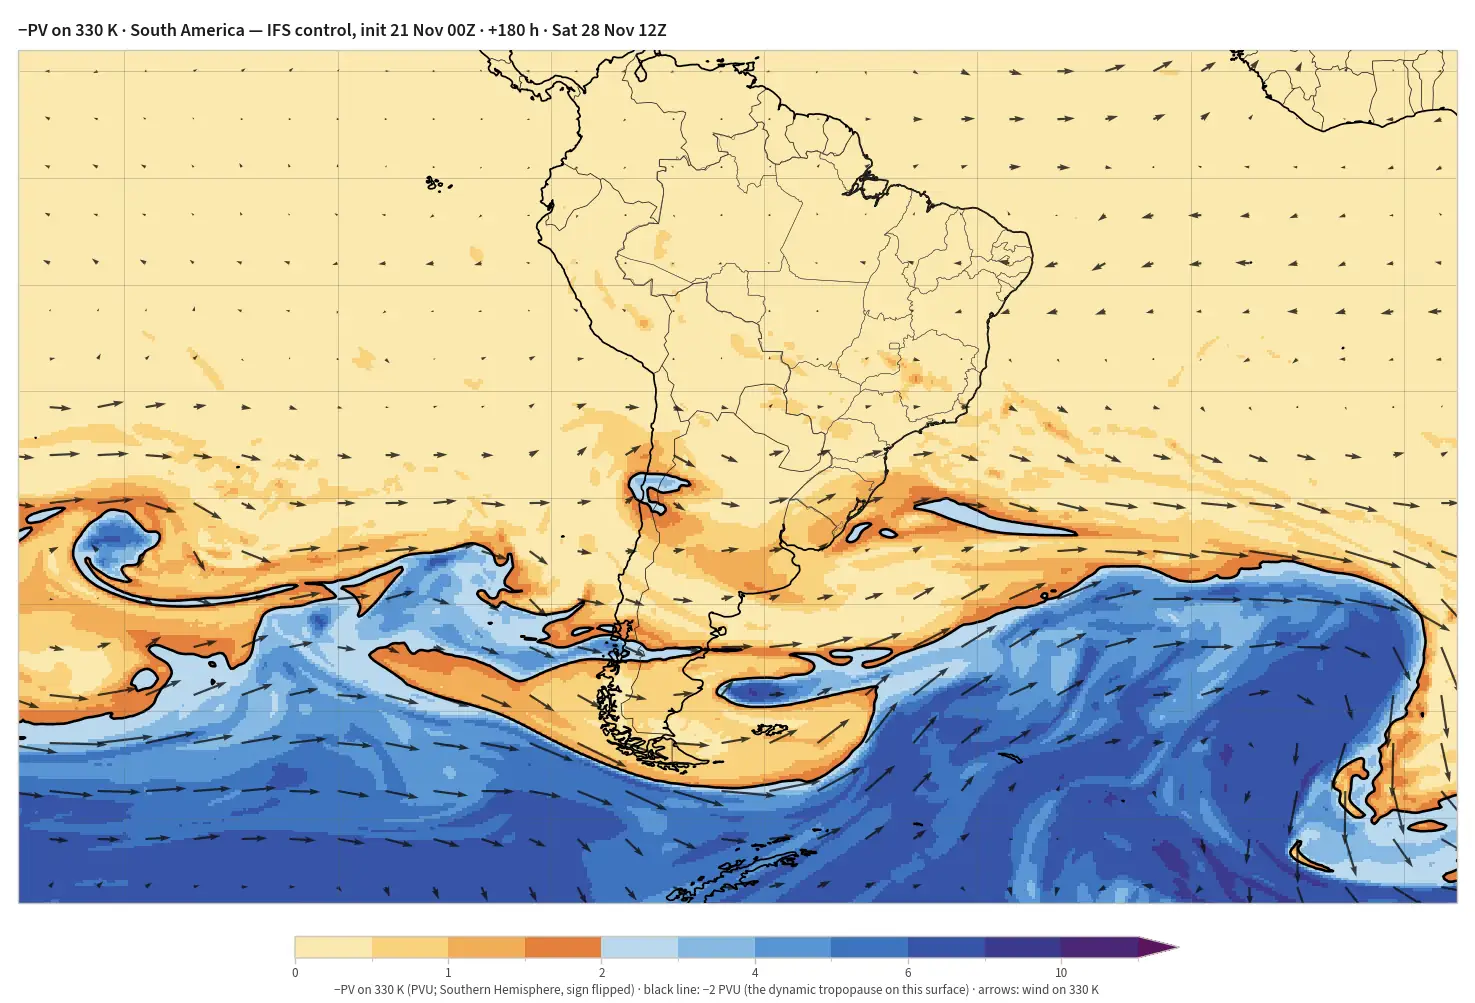 −PV on 330 K · South America — IFS control, init 21 Nov 00Z · +180 h · Sat 28 Nov 12Z
0 1 2 4 6 10
−PV on 330 K (PVU; Southern Hemisphere, sign flipped) · black line: −2 PVU (the dynamic tropopause on this surface) · arrows: wind on 330 K